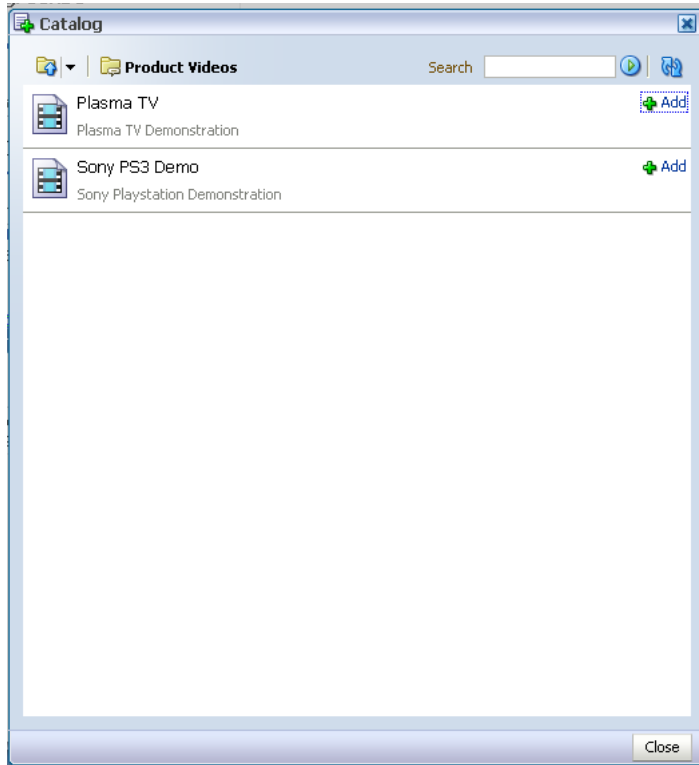 Catalog
Product Videos Search
Plasma TV Add
Plasma TV Demonstration
Sony PS3 Demo Add
Sony Playstation Demonstration
Close